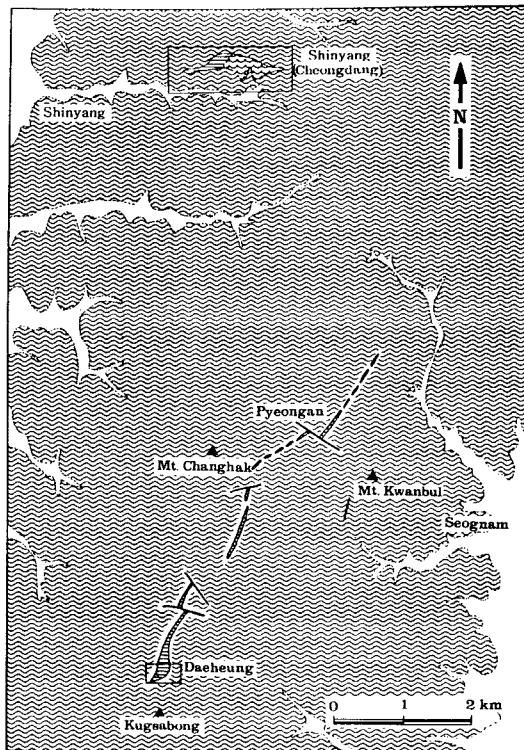 Shinyang
(Cheongdang)
N
Shinyang
Pyeongan
Mt. Changhak
Mt. Kwanbul
Seognam
Daeheung
Kugsabong
0 1 2 km